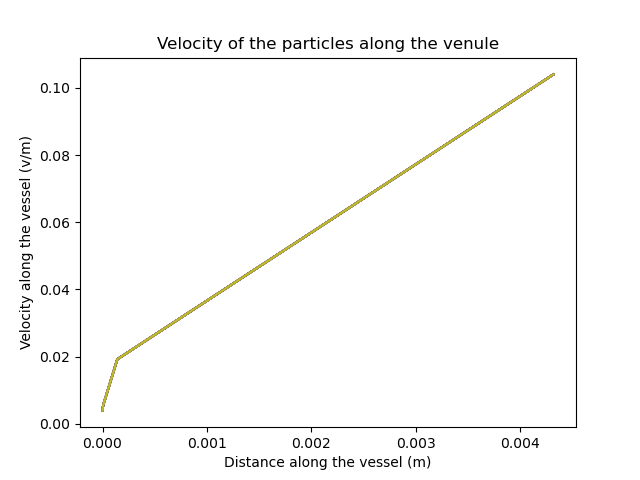 Velocity of the particles along the venule
0.10
0.08
0.06
0.04
0.02
0.00
Velocity along the vessel (v/m)
0.000 0.001 0.002 0.003 0.004
Distance along the vessel (m)